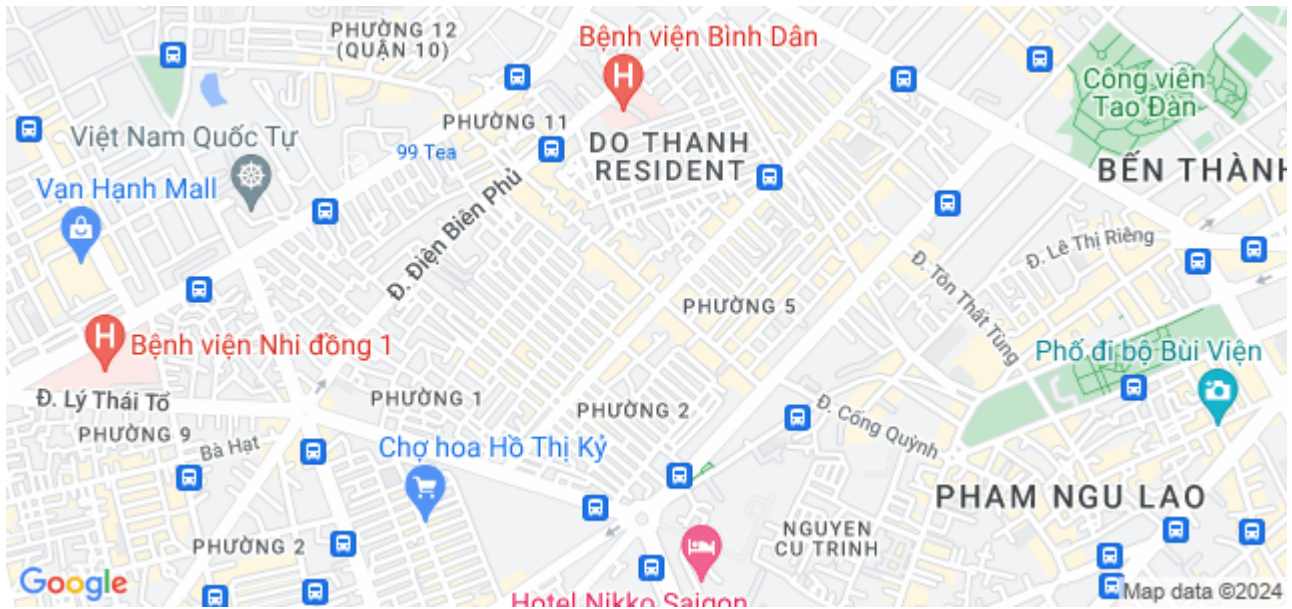 PHƯỜNG 12
(QUẬN 10)
Bệnh viện Bình Dân
Công viên
Tao Đàn
PHƯỜNG 11
Việt Nam Quốc Tự
99 Tea
DO THANH
RESIDENT
BẾN THÀNH
Vạn Hạnh Mall
Đ. Điện Biên Phủ
Đ. Lê Thị Riêng
Đ. Tôn Thất Tùng
PHƯỜNG 5
Bệnh viện Nhi đồng 1
Phố đi bộ Bùi Viện
Đ. Lý Thái Tổ
PHƯỜNG 1
PHƯỜNG 2
Đ. Cống Quỳnh
PHƯỜNG 9
Bà Hạt
Chợ hoa Hồ Thị Kỷ
PHAM NGU LAO
NGUYEN
CU TRINH
PHƯỜNG 2
Google
Hotel Nikko Saigon
Map data ©2024